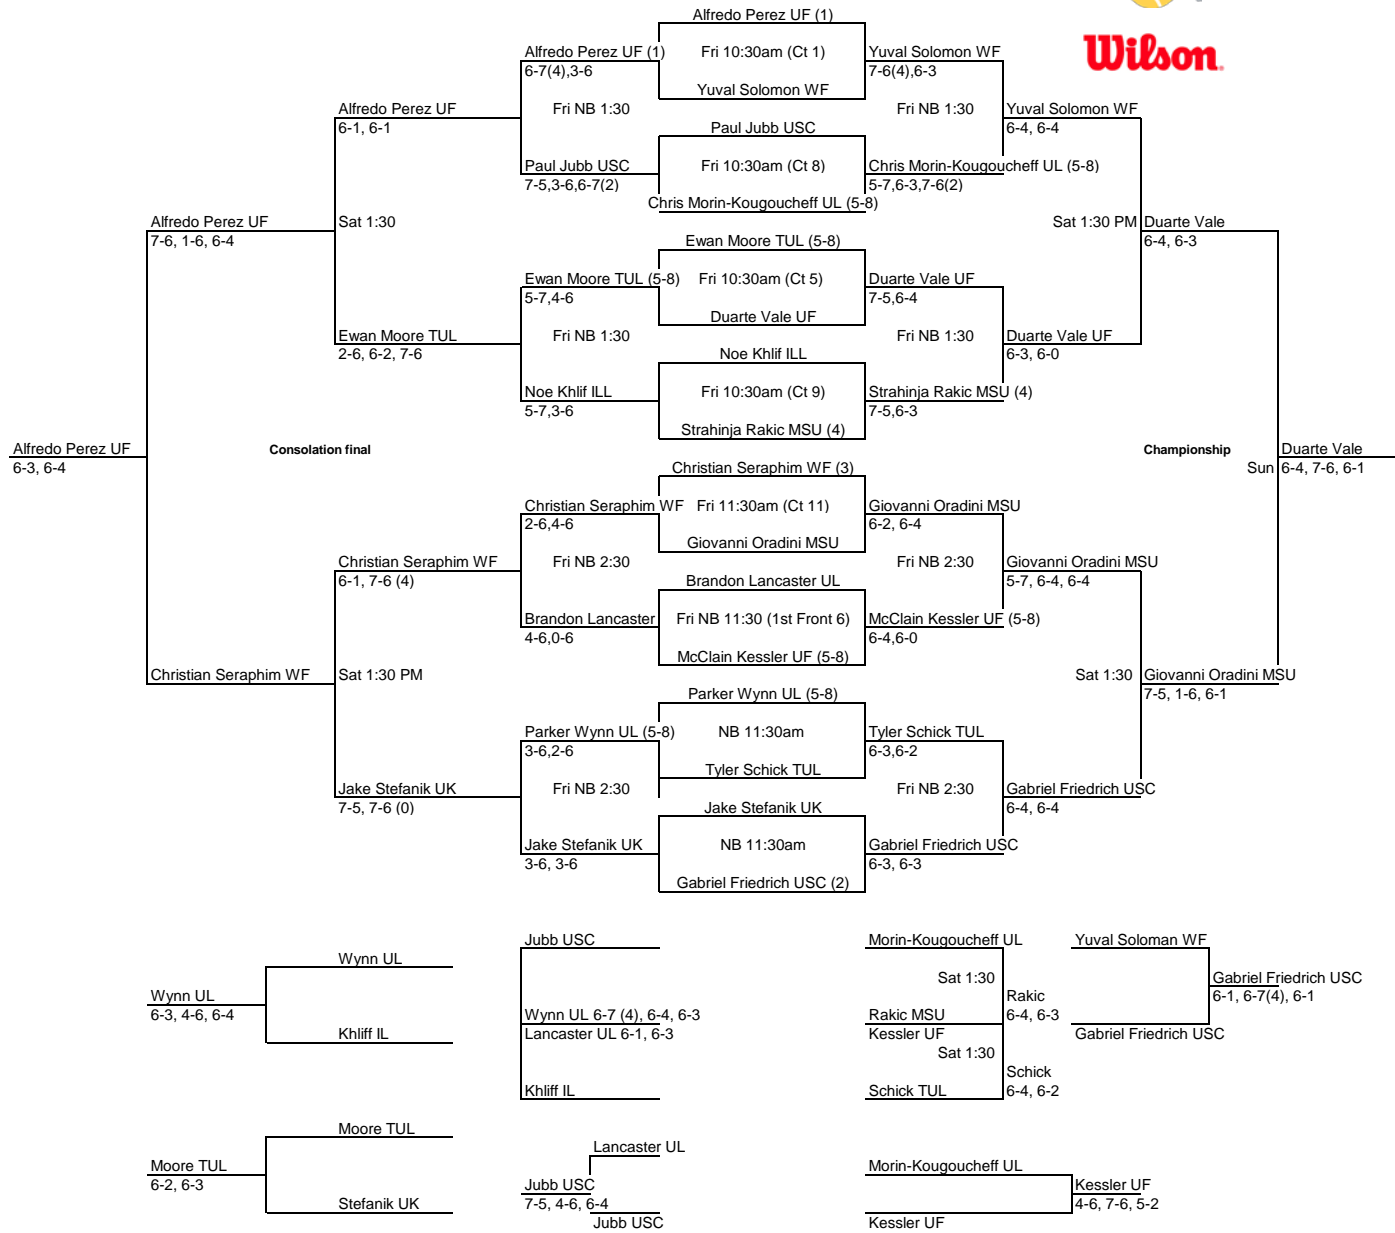 Alfredo Perez UF (1)
Wilson
Alfredo Perez UF (1)
Fri 10:30am (Ct 1)
Yuval Solomon WF
6-7(4),3-6
7-6(4),6-3
Yuval Solomon WF
Alfredo Perez UF
Fri NB 1:30
Fri NB 1:30
Yuval Solomon WF
6-1, 6-1
6-4, 6-4
Paul Jubb USC
Paul Jubb USC
Fri 10:30am (Ct 8)
Chris Morin-Kougoucheff UL (5-8)
7-5,3-6,6-7(2)
5-7,6-3,7-6(2)
Chris Morin-Kougoucheff UL (5-8)
Alfredo Perez UF
Sat 1:30
Sat 1:30 PM
Duarte Vale
7-6, 1-6, 6-4
6-4, 6-3
Ewan Moore TUL (5-8)
Ewan Moore TUL (5-8)
Fri 10:30am (Ct 5)
Duarte Vale UF
5-7,4-6
7-5,6-4
Duarte Vale UF
Ewan Moore TUL
Fri NB 1:30
Fri NB 1:30
Duarte Vale UF
2-6, 6-2, 7-6
6-3, 6-0
Noe Khlif ILL
Noe Khlif ILL
Fri 10:30am (Ct 9)
Strahinja Rakic MSU (4)
5-7,3-6
7-5,6-3
Strahinja Rakic MSU (4)
Alfredo Perez UF
Consolation final
Championship
Duarte Vale
6-3, 6-4
Sun
6-4, 7-6, 6-1
Christian Seraphim WF (3)
Christian Seraphim WF
Fri 11:30am (Ct 11)
Giovanni Oradini MSU
2-6,4-6
6-2, 6-4
Giovanni Oradini MSU
Christian Seraphim WF
Fri NB 2:30
Fri NB 2:30
Giovanni Oradini MSU
6-1, 7-6 (4)
5-7, 6-4, 6-4
Brandon Lancaster UL
Brandon Lancaster
Fri NB 11:30 (1st Front 6)
McClain Kessler UF (5-8)
4-6,0-6
6-4,6-0
McClain Kessler UF (5-8)
Christian Seraphim WF
Sat 1:30 PM
Sat 1:30
Giovanni Oradini MSU
7-5, 1-6, 6-1
Parker Wynn UL (5-8)
Parker Wynn UL (5-8)
NB 11:30am
Tyler Schick TUL
3-6,2-6
6-3,6-2
Tyler Schick TUL
Jake Stefanik UK
Fri NB 2:30
Fri NB 2:30
Gabriel Friedrich USC
7-5, 7-6 (0)
6-4, 6-4
Jake Stefanik UK
Jake Stefanik UK
NB 11:30am
Gabriel Friedrich USC
3-6, 3-6
6-3, 6-3
Gabriel Friedrich USC (2)
Jubb USC
Morin-Kougoucheff UL
Yuval Soloman WF
Wynn UL
Sat 1:30
Gabriel Friedrich USC
Wynn UL
Rakic
6-1, 6-7(4), 6-1
6-3, 4-6, 6-4
Wynn UL 6-7 (4), 6-4, 6-3
Rakic MSU
6-4, 6-3
Khliff IL
Lancaster UL 6-1, 6-3
Kessler UF
Gabriel Friedrich USC
Sat 1:30
Schick
Khliff IL
Schick TUL
6-4, 6-2
Moore TUL
Lancaster UL
Moore TUL
Morin-Kougoucheff UL
6-2, 6-3
Jubb USC
Kessler UF
Stefanik UK
7-5, 4-6, 6-4
4-6, 7-6, 5-2
Jubb USC
Kessler UF